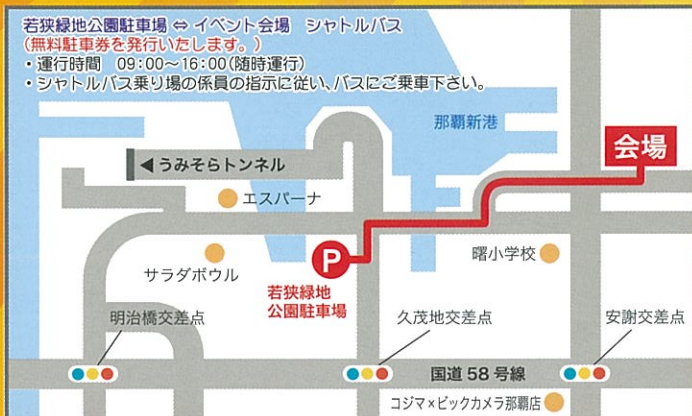 若狭緑地公園駐車場 ⇔ イベント会場 シャトルバス
(無料駐車券を発行いたします。)
・運行時間 09:00～16:00(随時運行)
・シャトルバス乗り場の係員の指示に従い、バスにご乗車下さい。
那覇新港
会場
◀うみそらトンネル
エスパーナ
サラダボウル
P
曙小学校
若狭緑地
公園駐車場
明治橋交差点
久茂地交差点
安謝交差点
国道58号線
コジマ×ビックカメラ那覇店